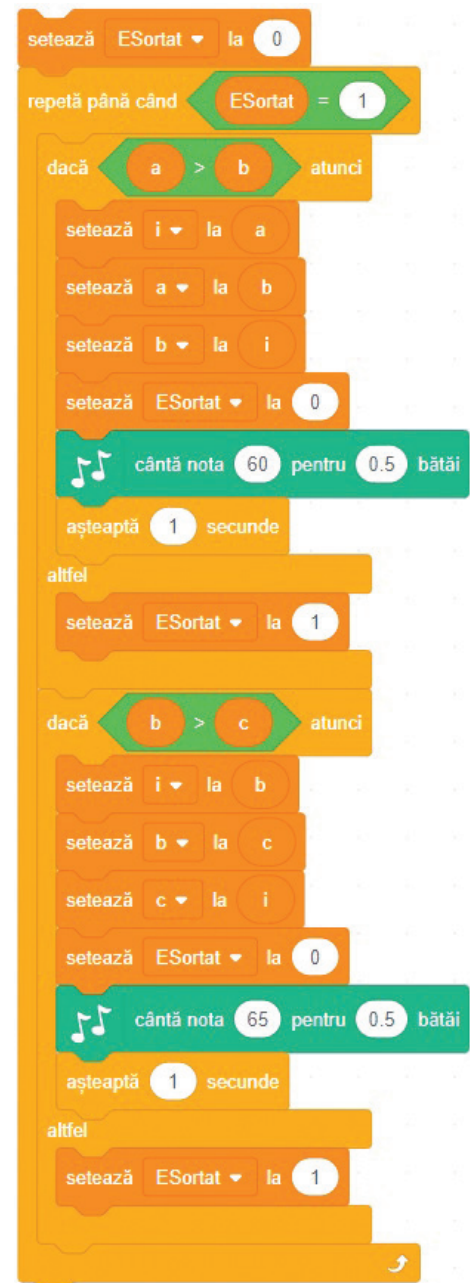 setează ESortat la 0
repetă până când ESortat = 1
dacă a > b atunci
setează i la a
setează a la b
setează b la i
setează ESortat la 0
cântă nota 60 pentru 0.5 bătăi
așteaptă 1 secunde
altfel
setează ESortat la 1
dacă b > c atunci
setează i la b
setează b la c
setează c la i
setează ESortat la 0
cântă nota 65 pentru 0.5 bătăi
așteaptă 1 secunde
altfel
setează ESortat la 1